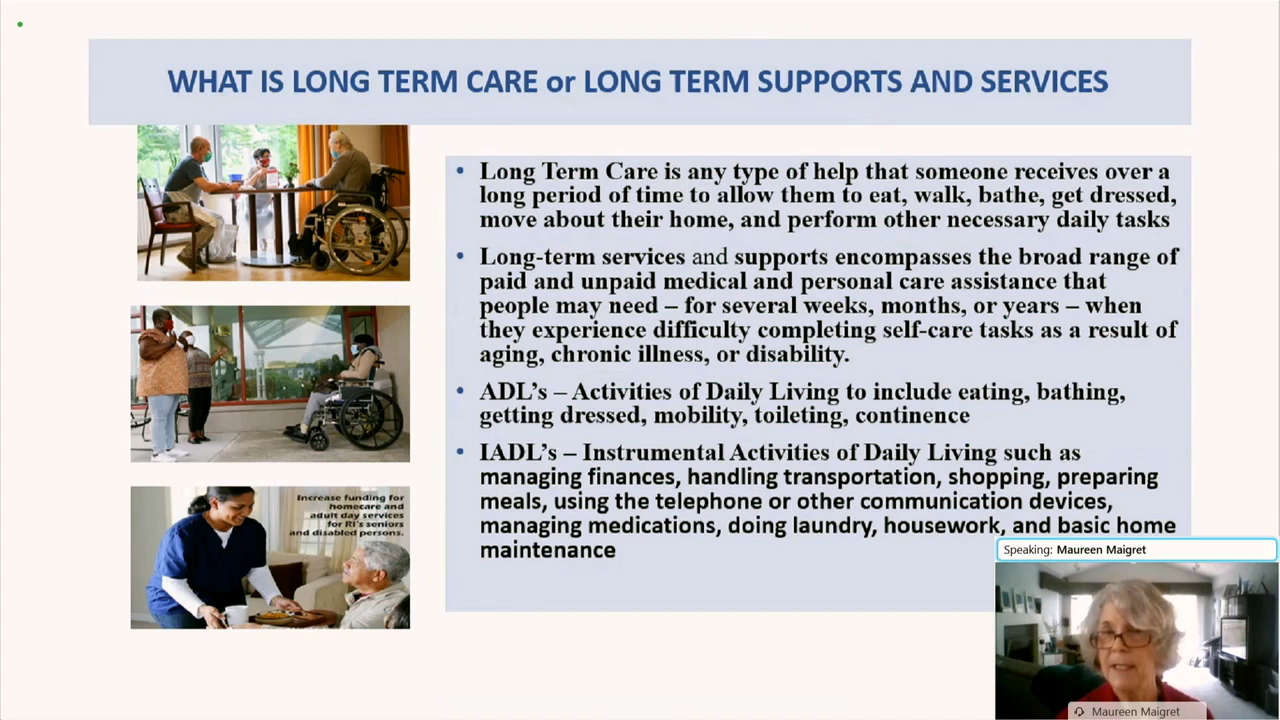 WHAT IS LONG TERM CARE or LONG TERM SUPPORTS AND SERVICES
• Long Term Care is any type of help that someone receives over a
long period of time to allow them to eat, walk, bathe, get dressed,
move about their home, and perform other necessary daily tasks
• Long-term services and supports encompasses the broad range of
paid and unpaid medical and personal care assistance that
people may need – for several weeks, months, or years – when
they experience difficulty completing self-care tasks as a result of
aging, chronic illness, or disability.
• ADL’s – Activities of Daily Living to include eating, bathing,
getting dressed, mobility, toileting, continence
• IADL’s – Instrumental Activities of Daily Living such as
managing finances, handling transportation, shopping, preparing
meals, using the telephone or other communication devices,
managing medications, doing laundry, housework, and basic home
maintenance
Increase funding for
homecare and
adult day services
for RI's seniors
and disabled persons.
Speaking: Maureen Maigret
Maureen Maigret